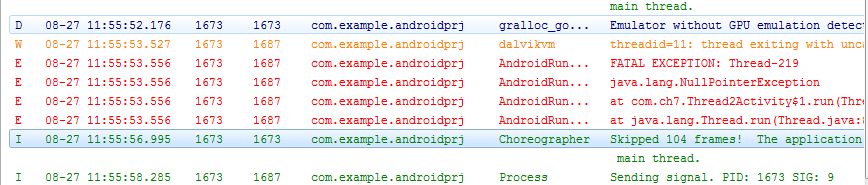 main thread.
D 08-27 11:55:52.176 1673 1673 com.example.androidprj gralloc_go... Emulator without GPU emulation detec
W 08-27 11:55:53.527 1673 1687 com.example.androidprj dalvikvm threadid=11: thread exiting with unca
E 08-27 11:55:53.556 1673 1687 com.example.androidprj AndroidRun... FATAL EXCEPTION: Thread-219
E 08-27 11:55:53.556 1673 1687 com.example.androidprj AndroidRun... java.lang.NullPointerException
E 08-27 11:55:53.556 1673 1687 com.example.androidprj AndroidRun... at com.ch7.Thread2Activity$1.run(Thre
E 08-27 11:55:53.556 1673 1687 com.example.androidprj AndroidRun... at java.lang.Thread.run(Thread.java:8
I 08-27 11:55:56.995 1673 1673 com.example.androidprj Choreographer Skipped 104 frames! The application
main thread.
I 08-27 11:55:58.285 1673 1687 com.example.androidprj Process Sending signal. PID: 1673 SIG: 9